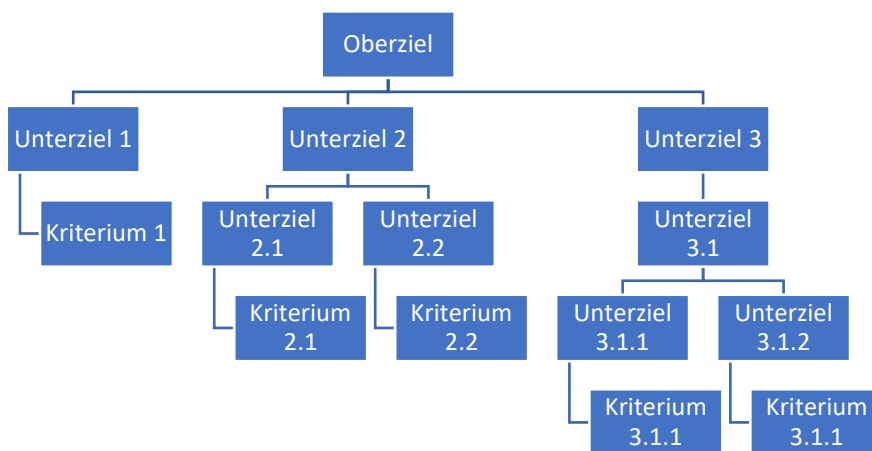 Oberziel
Unterziel 1
Unterziel 2
Unterziel 3
Kriterium 1
Unterziel
2.1
Unterziel
2.2
Unterziel
3.1
Kriterium
2.1
Kriterium
2.2
Unterziel
3.1.1
Unterziel
3.1.2
Kriterium
3.1.1
Kriterium
3.1.1